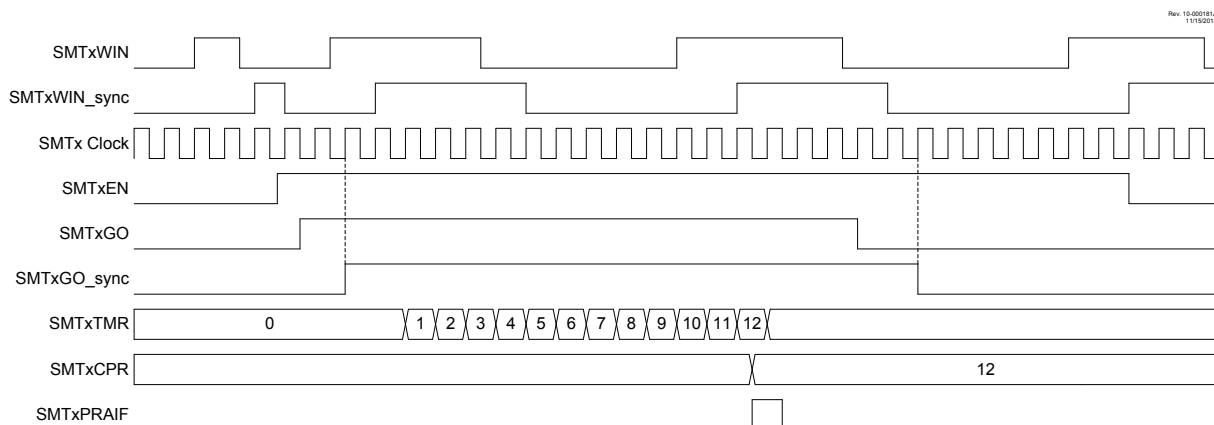 Rev. 10-000181A
11/15/201
SMTxWIN
SMTxWIN_sync
SMTx Clock
SMTxEN
SMTxGO
SMTxGO_sync
SMTxTMR 0 1 2 3 4 5 6 7 8 9 10 11 12
SMTxCPR 12
SMTxPRAIF